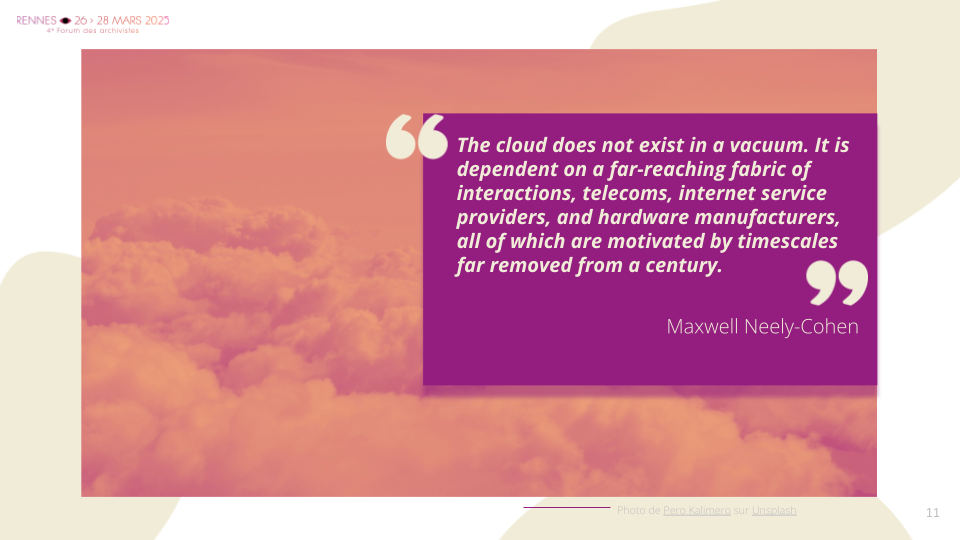 RENNES 26 > 28 MARS 2025
4e Forum des archivistes
“
The cloud does not exist in a vacuum. It is
dependent on a far-reaching fabric of
interactions, telecoms, internet service
providers, and hardware manufacturers,
all of which are motivated by timescales
far removed from a century.
”
Maxwell Neely-Cohen
Photo de Pero Kalimero sur Unsplash
11